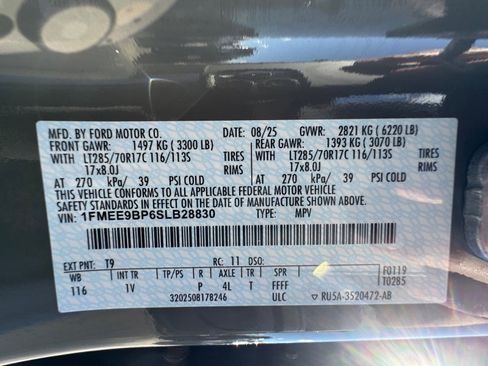 MFD. BY FORD MOTOR CO. 08/25 GVWR: 2821 KG ( 6220 LB)
FRONT GAWR: 1497 KG ( 3300 LB) REAR GAWR: 1393 KG ( 3070 LB)
WITH LT285/70R17C 116/113S TIRES WITH LT285/70R17C 116/113S TIRES
17x8.0J RIMS 17x8.0J RIMS
AT 270 kPa/ 39 PSI COLD AT 270 kPa/ 39 PSI COLD
THIS VEHICLE CONFORMS TO ALL APPLICABLE FEDERAL MOTOR VEHICLE
SAFETY AND THEFT PREVENTION STANDARDS IN EFFECT ON THE DATE OF MANUFACTURE SHOWN ABOVE.
VIN: 1FMEE9BP6SLB28830 TYPE: MPV
EXT PNT: T9 RC: 11 DSO: F0119
WB INT TR TP/PS R AXLE TR SPR T0285
116 1V P 4L T FFFF
3202508178246 ULC RU5A-3520472-AB